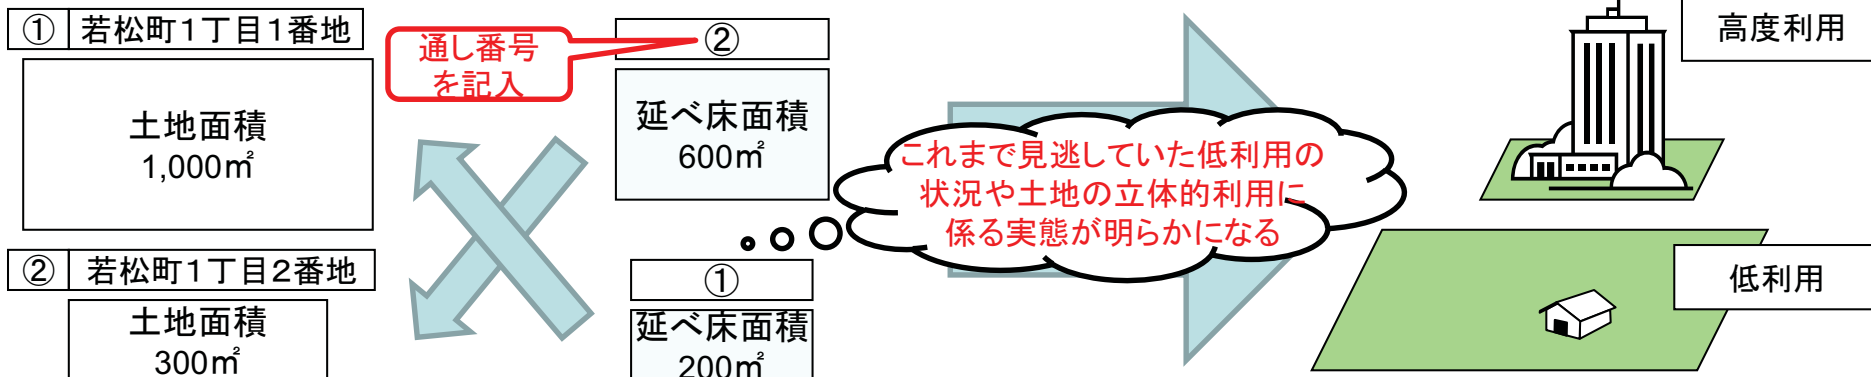 ① 若松町1丁目1番地
土地面積
1,000㎡
② 若松町1丁目2番地
土地面積
300㎡
通し番号
を記入
②
延べ床面積
600㎡
①
延べ床面積
200㎡
これまで見逃していた低利用の
状況や土地の立体的利用に
係る実態が明らかになる
高度利用
低利用